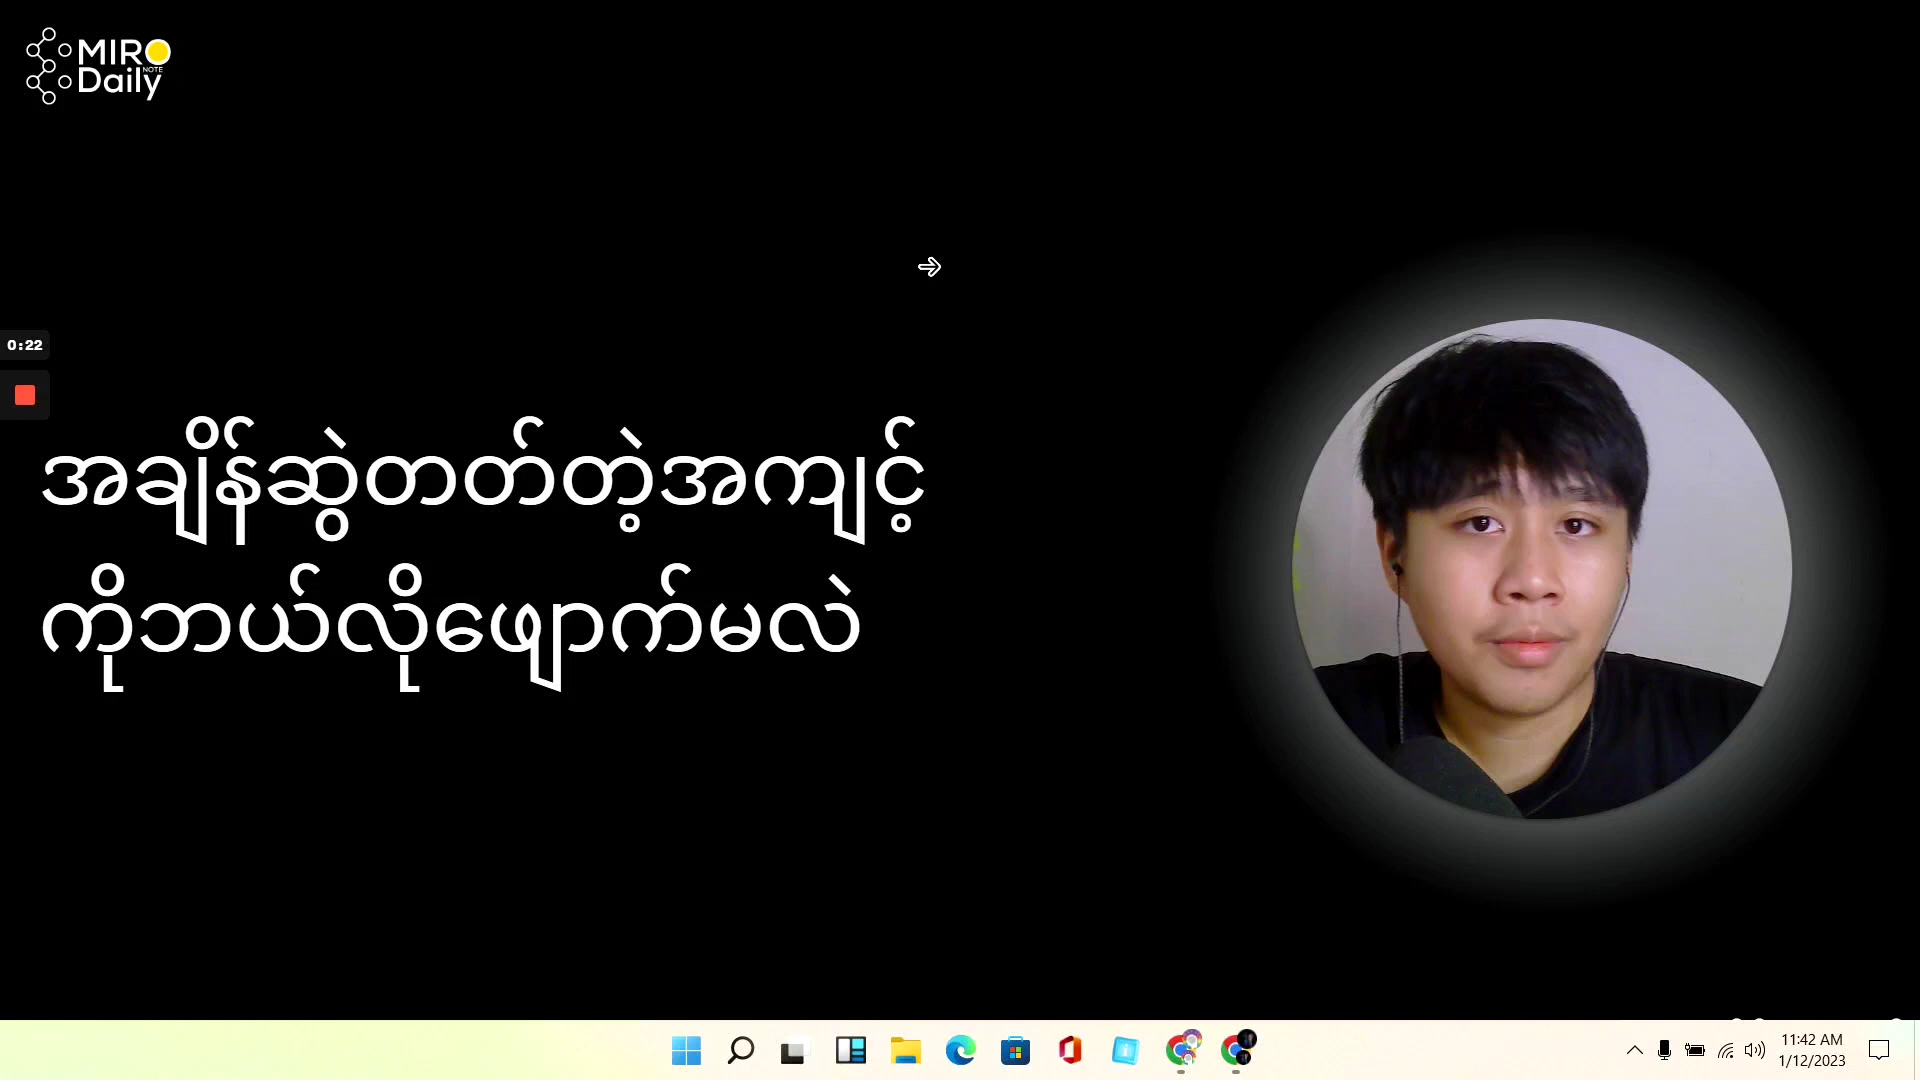 MIRO
NOTE
Daily
0:22
အချိန်ဆွဲတတ်တဲ့အကျင့်
ကိုဘယ်လိုဖျောက်မလဲ
11:42 AM
1/12/2023